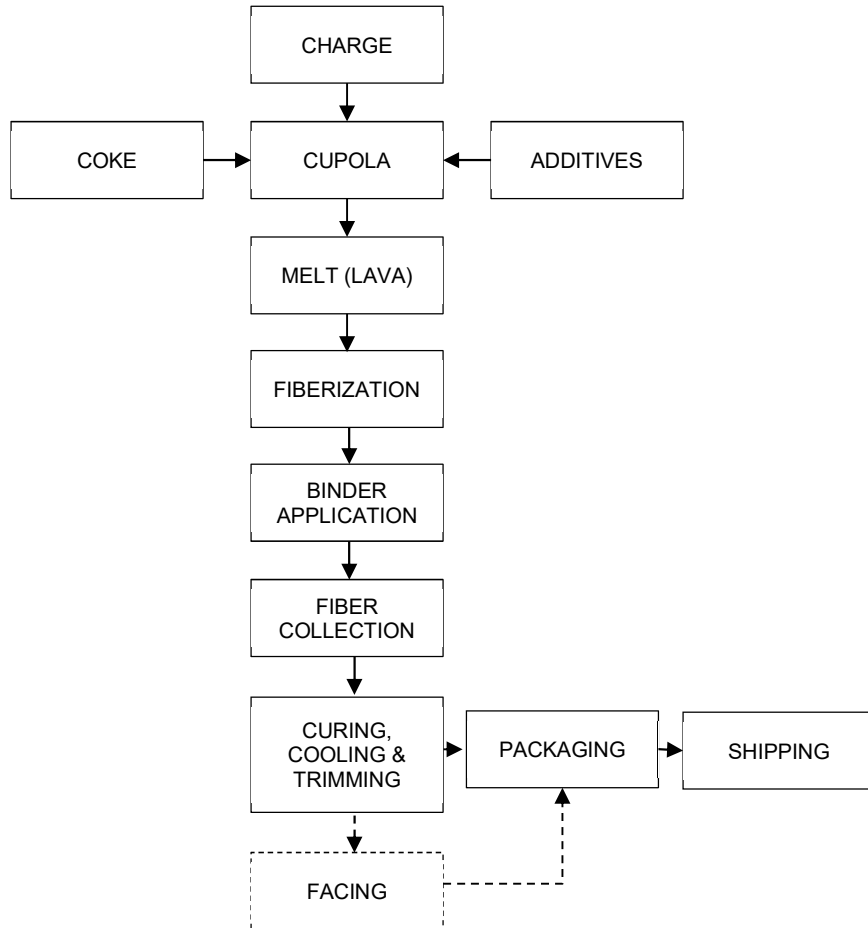 CHARGE
COKE
CUPOLA
ADDITIVES
MELT (LAVA)
FIBERIZATION
BINDER
APPLICATION
FIBER
COLLECTION
CURING,
COOLING &
TRIMMING
PACKAGING
SHIPPING
FACING